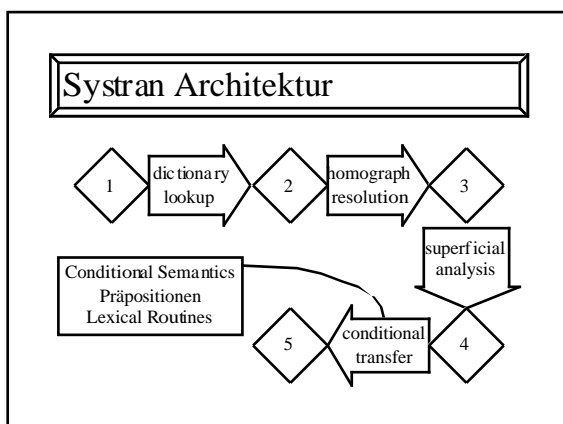 Systran Architektur
1
dictionary
lookup
2
homograph
resolution
3
superficial
analysis
4
conditional
transfer
5
Conditional Semantics
Präpositionen
Lexical Routines